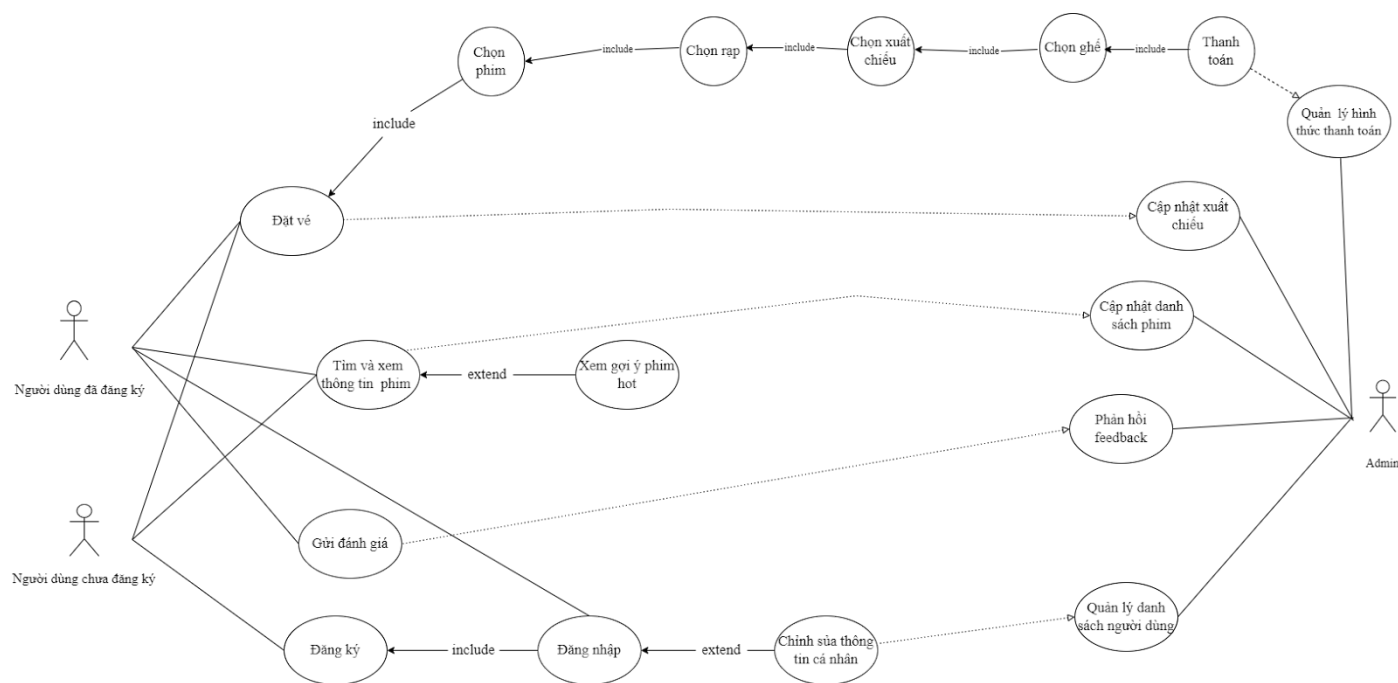 Chọn
phim
include
Chọn rạp
include
Chọn xuất
chiếu
include
Chọn ghế
include
Thanh
toán
Quản lý hình
thức thanh toán
include
Đặt vé
Cập nhật xuất
chiếu
Cập nhật danh
sách phim
Người dùng đã đăng ký
Tìm và xem
thông tin phim
extend
Xem gợi ý phim
hot
Phản hồi
feedback
Admin
Gửi đánh giá
Người dùng chưa đăng ký
Đăng ký
include
Đăng nhập
extend
Chỉnh sửa thông
tin cá nhân
Quản lý danh
sách người dùng